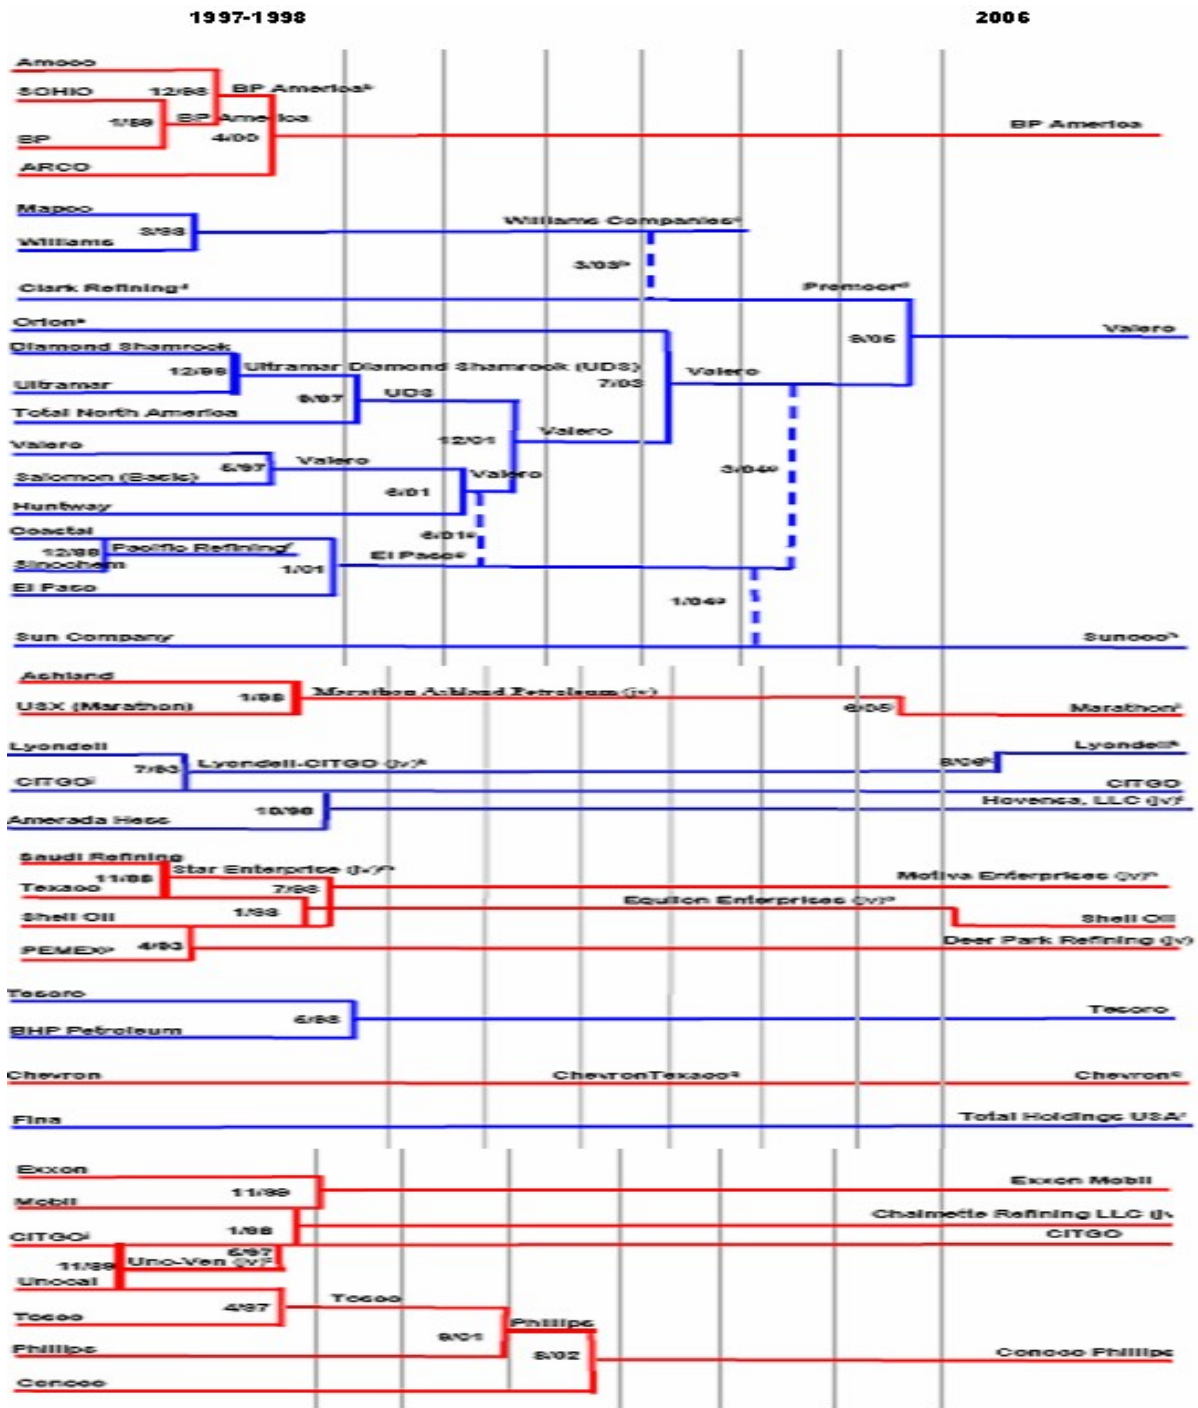 1997-1998 2006
Amoco
SOHIO 12/98 BP America
1/89 BP America
BP 4/00 BP America
ARCO
Mapco
Williams Companies
3/98
Williams
3/03
Clark Refining Premcor
Orion
Diamond Shamrock 9/05 Valero
12/96 Ultramar Diamond Shamrock (UDS)
Ultramar 7/03 Valero
9/97 UDS
Total North America
12/01 Valero
Valero
5/97 Valero
Salomon (Basis) Valero 3/04
6/01
Huntway
Coastal 6/01
12/88 Pacific Refining El Paso
Sinochem 1/01
El Paso
1/04
Sun Company Sunoco
Ashland
1/98 Marathon Ashland Petroleum (jv)
USX (Marathon) 6/05 Marathon
Lyondell Lyondell
7/93 Lyondell-CITGO (jv)
CITGO CITGO
10/98 Hovensa, LLC (jv)
Amerada Hess
Saudi Refining
11/88 Star Enterprise (jv) Motiva Enterprises (jv)
Texaco 7/98
1/98 Equilon Enterprises (jv)
Shell Oil Shell Oil
PEMEX 4/93 Deer Park Refining (jv)
Tesoro
Tesoro
BHP Petroleum
Chevron ChevronTexaco Chevron
Fina Total Holdings USA
Exxon
11/99 Exxon Mobil
Mobil
Chalmette Refining LLC (jv
1/98
CITGO CITGO
5/97
11/89 Uno-Ven (jv)
Unocal
4/97 Tosco
Tosco
9/01 Phillips
Phillips 8/02 Conoco Phillips
Conoco